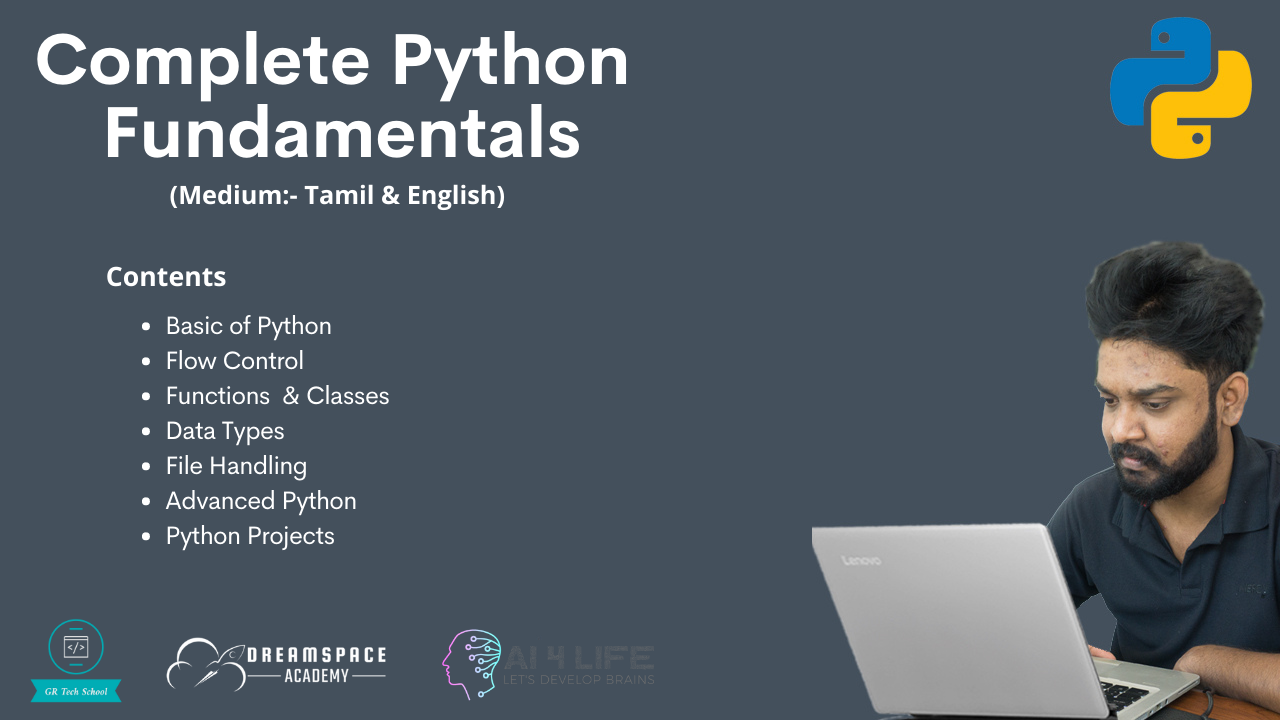 Complete Python
Fundamentals
(Medium:- Tamil & English)
Contents
• Basic of Python
• Flow Control
• Functions & Classes
• Data Types
• File Handling
• Advanced Python
• Python Projects
Lenovo
</>
GR Tech School
DREAMSPACE
ACADEMY
AI 4 LIFE
LET'S DEVELOP BRAINS